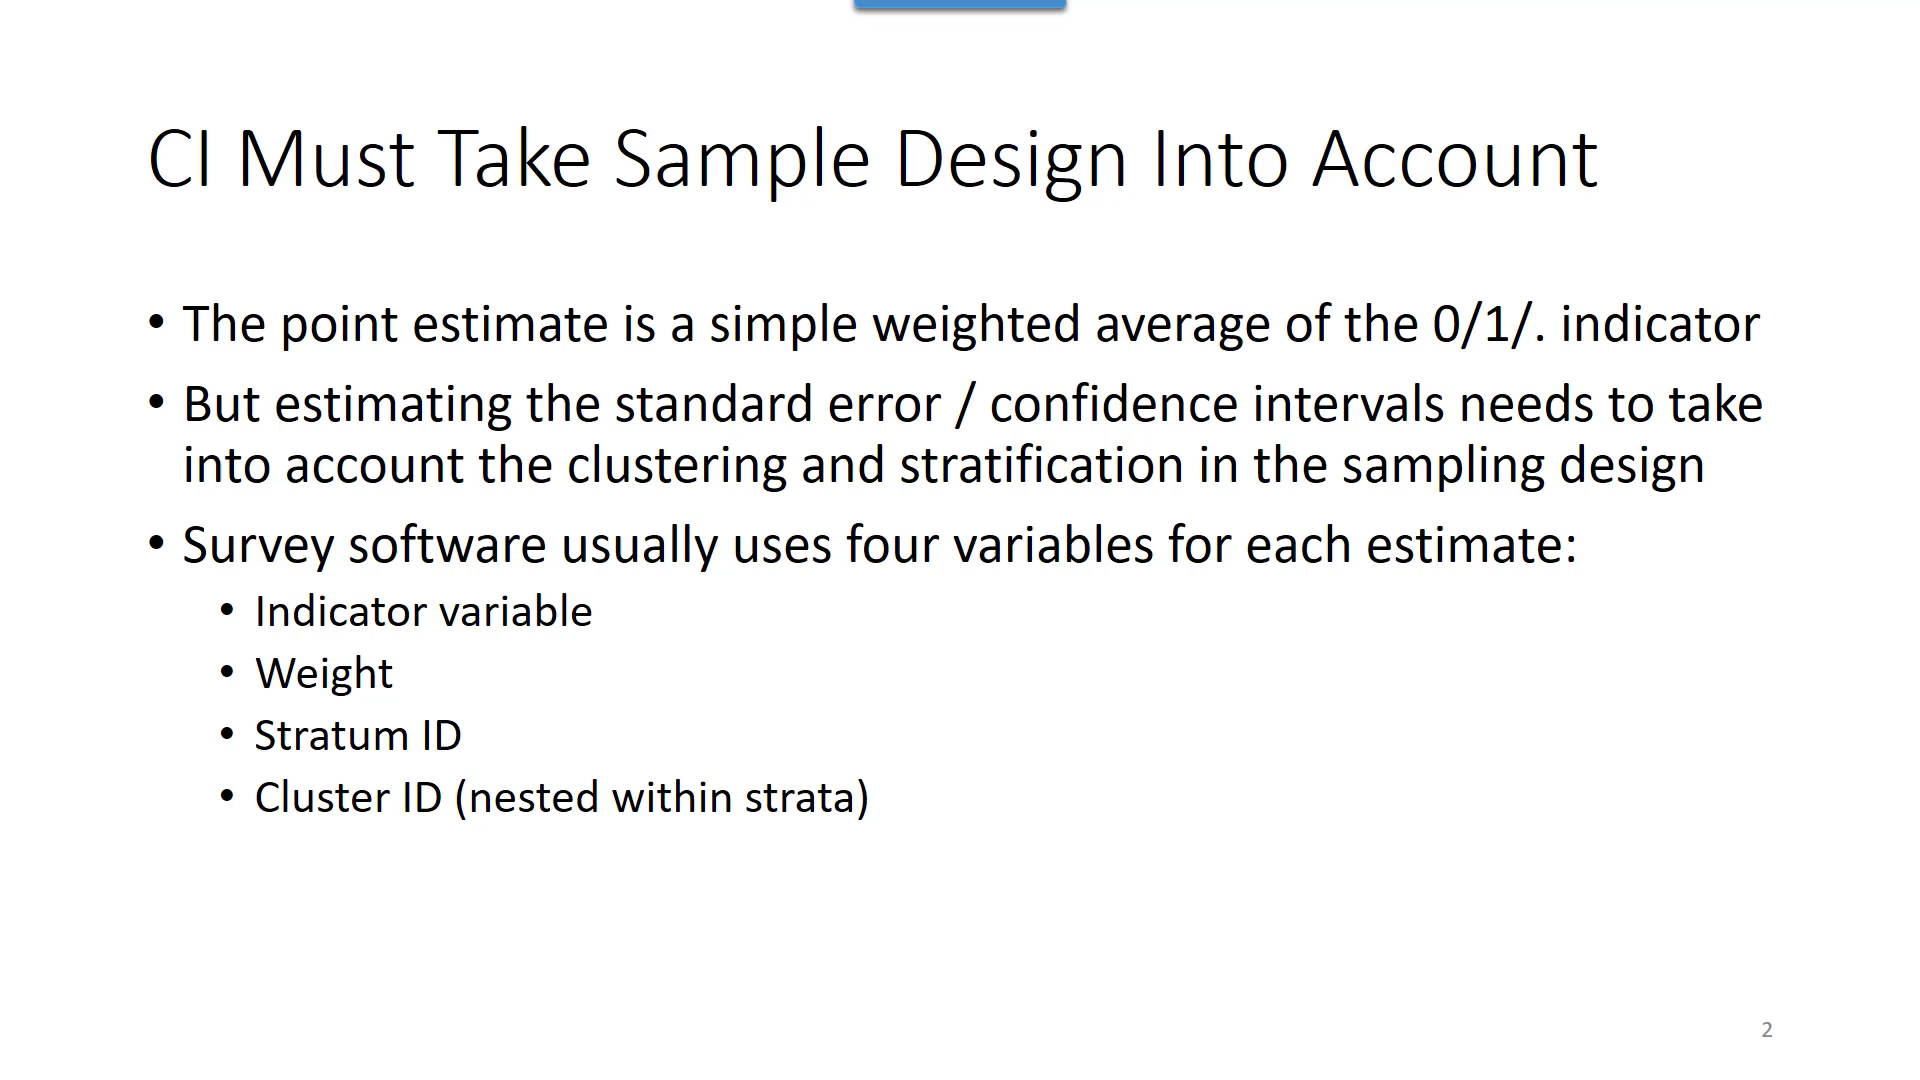 CI Must Take Sample Design Into Account
• The point estimate is a simple weighted average of the 0/1/. indicator
• But estimating the standard error / confidence intervals needs to take
into account the clustering and stratification in the sampling design
• Survey software usually uses four variables for each estimate:
• Indicator variable
• Weight
• Stratum ID
• Cluster ID (nested within strata)
2